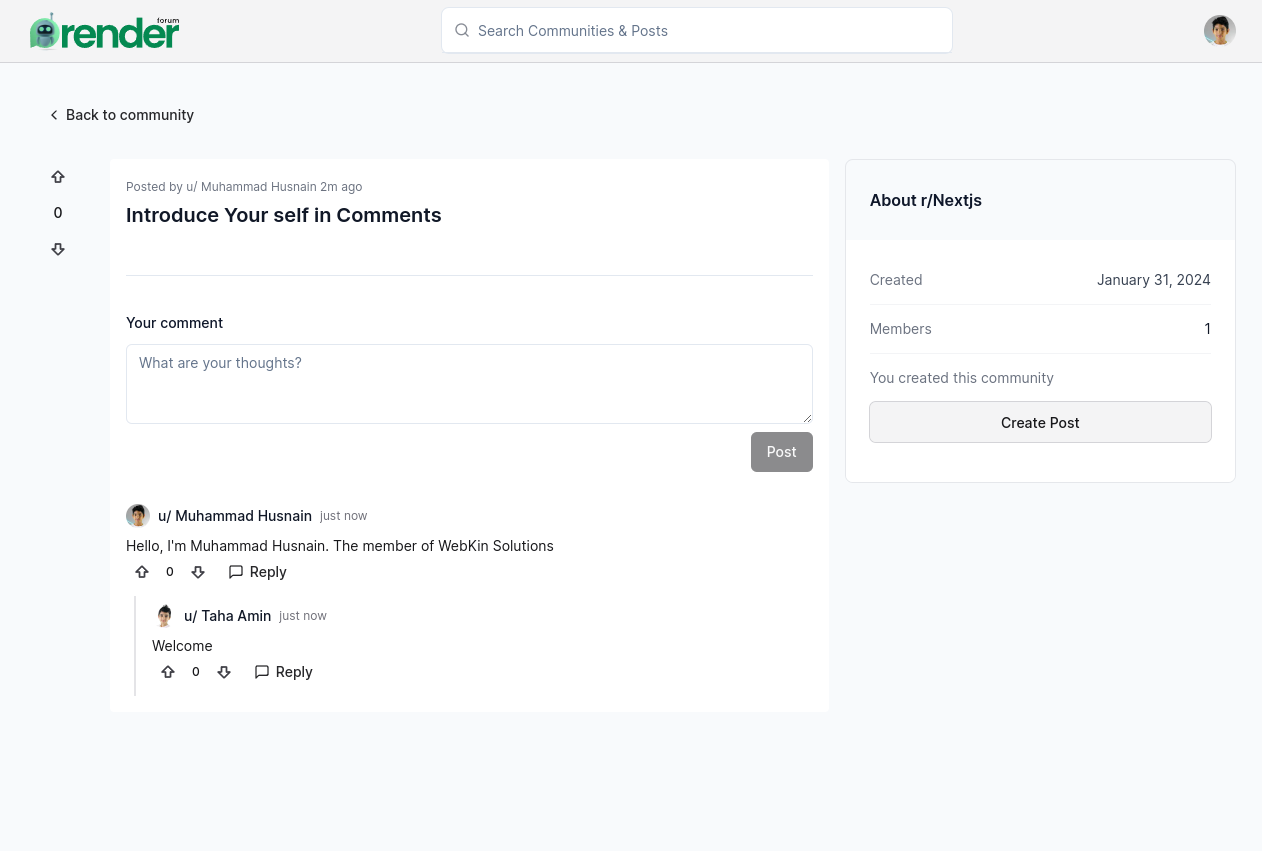 forum
render
Search Communities & Posts
Back to community
Posted by u/ Muhammad Husnain 2m ago
Introduce Your self in Comments
0
Your comment
What are your thoughts?
Post
u/ Muhammad Husnain just now
Hello, I'm Muhammad Husnain. The member of WebKin Solutions
0 Reply
u/ Taha Amin just now
Welcome
0 Reply
About r/Nextjs
Created January 31, 2024
Members 1
You created this community
Create Post